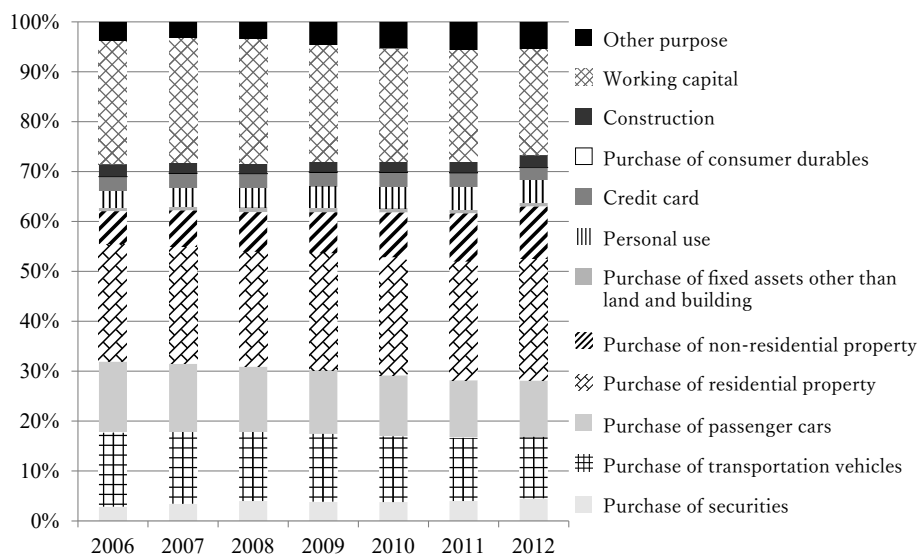 100%
90%
80%
70%
60%
50%
40%
30%
20%
10%
0%
2006 2007 2008 2009 2010 2011 2012
Other purpose
Working capital
Construction
Purchase of consumer durables
Credit card
Personal use
Purchase of fixed assets other than
land and building
Purchase of non-residential property
Purchase of residential property
Purchase of passenger cars
Purchase of transportation vehicles
Purchase of securities